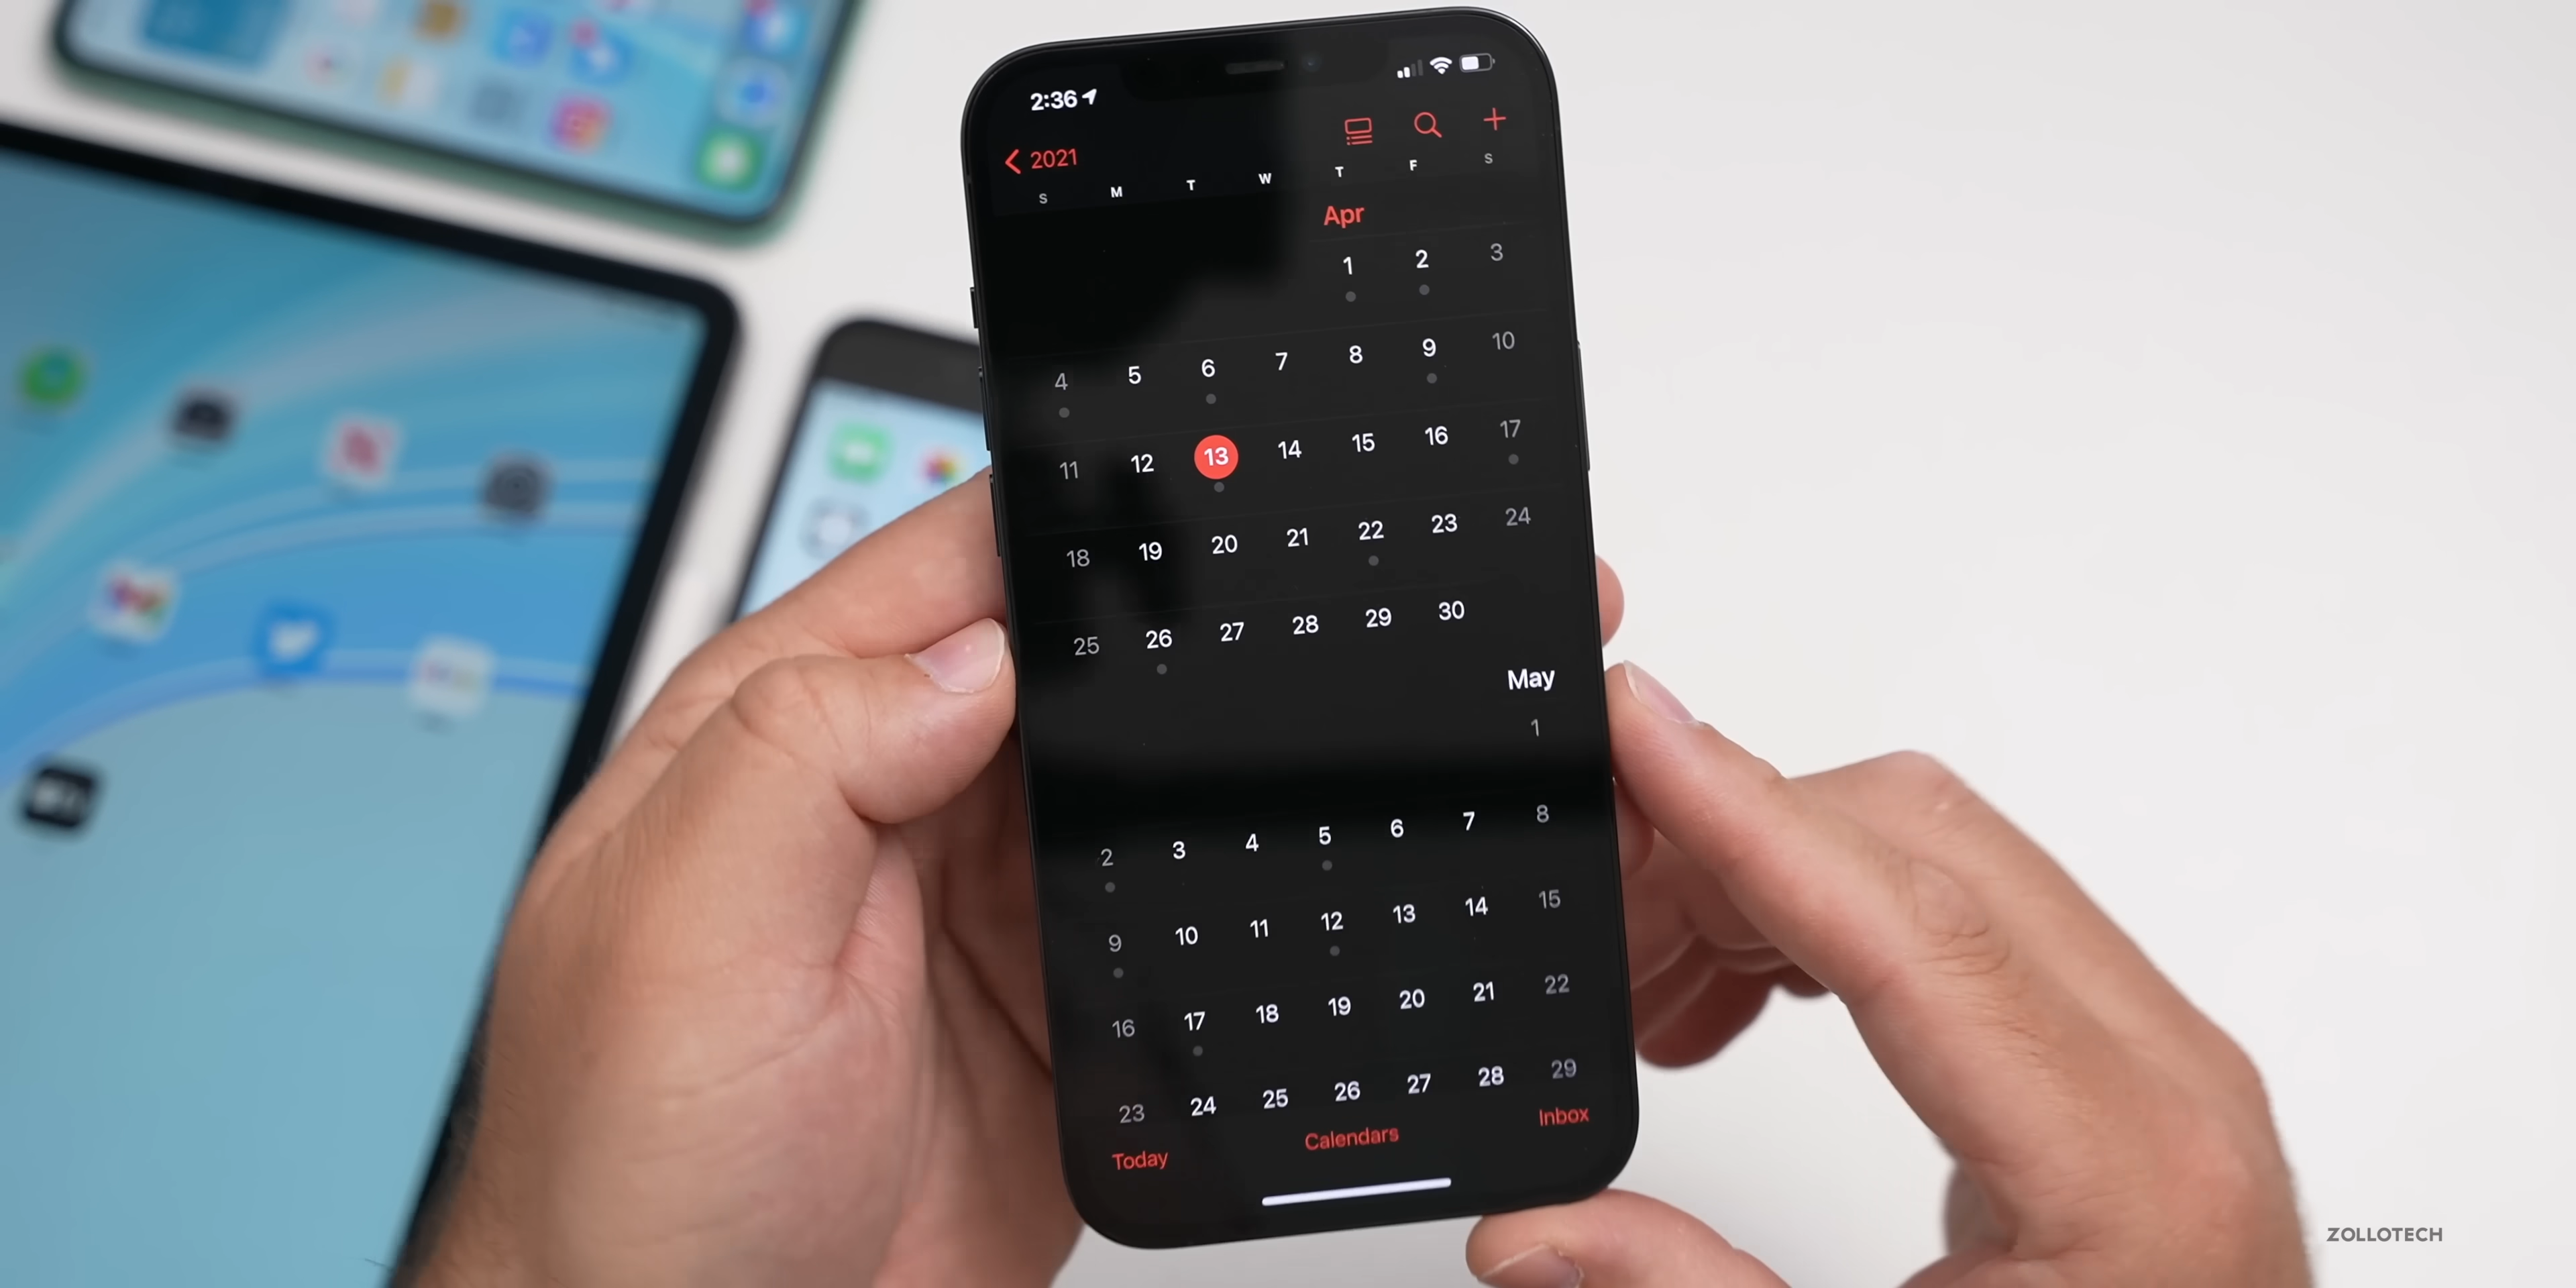 2:36
2021
S M T W T F S
Apr
1 2 3
4 5 6 7 8 9 10
11 12 13 14 15 16 17
18 19 20 21 22 23 24
25 26 27 28 29 30
May
1
2 3 4 5 6 7 8
9 10 11 12 13 14 15
16 17 18 19 20 21 22
23 24 25 26 27 28 29
Today Calendars Inbox
ZOLLOTECH